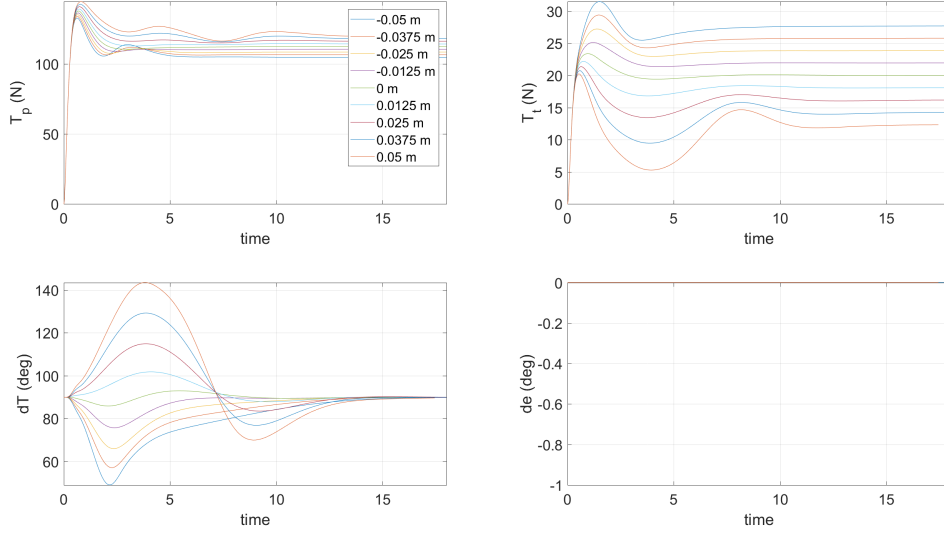 100
50
0
T_p (N)
0
5
10
15
time
-0.05 m
-0.0375 m
-0.025 m
-0.0125 m
0 m
0.0125 m
0.025 m
0.0375 m
0.05 m
30
25
20
15
10
5
0
T_t (N)
0
5
10
15
time
140
120
100
80
60
dT (deg)
0
5
10
15
time
0
-0.2
-0.4
-0.6
-0.8
-1
de (deg)
0
5
10
15
time